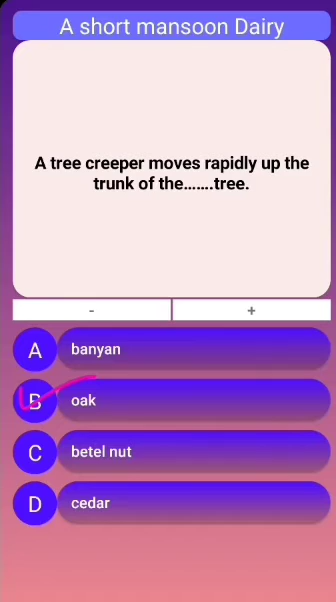 A short mansoon Dairy
A tree creeper moves rapidly up the
trunk of the.......tree.
- +
A banyan
B oak
C betel nut
D cedar